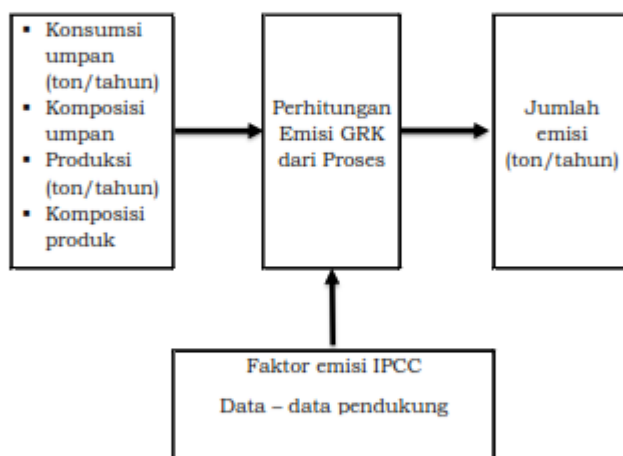 ▪ Konsumsi
umpan
(ton/tahun)
▪ Komposisi
umpan
▪ Produksi
(ton/tahun)
▪ Komposisi
produk
Perhitungan
Emisi GRK
dari Proses
Jumlah
emisi
(ton/tahun)
Faktor emisi IPCC
Data – data pendukung